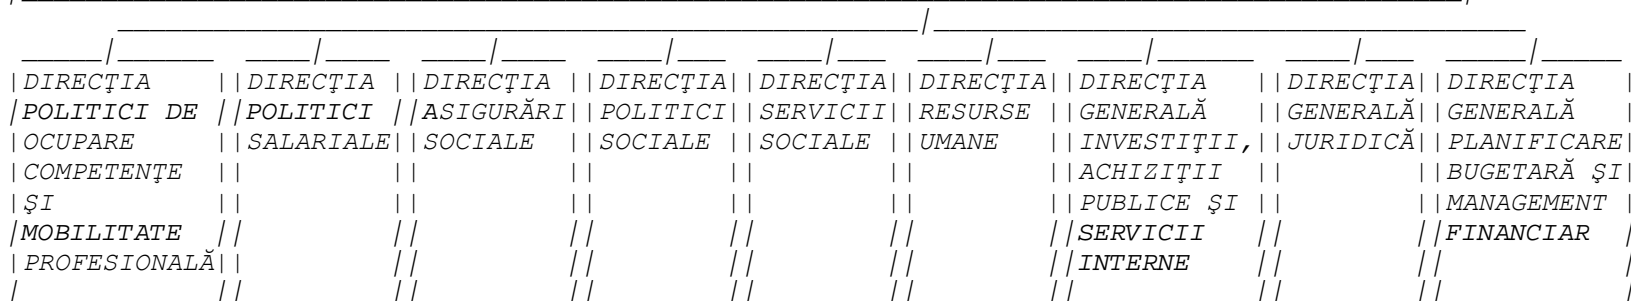 |DIRECŢIA ||DIRECŢIA ||DIRECŢIA ||DIRECŢIA||DIRECŢIA||DIRECŢIA||DIRECŢIA ||DIRECŢIA||DIRECŢIA |
|POLITICI DE ||POLITICI ||ASIGURĂRI||POLITICI||SERVICII||RESURSE ||GENERALĂ ||GENERALĂ||GENERALĂ |
|OCUPARE ||SALARIALE||SOCIALE ||SOCIALE ||SOCIALE ||UMANE ||INVESTIŢII,||JURIDICĂ||PLANIFICARE|
|COMPETENŢE || || || || || ||ACHIZIŢII || ||BUGETARĂ ŞI|
|ŞI || || || || || ||PUBLICE ŞI || ||MANAGEMENT |
|MOBILITATE || || || || || ||SERVICII || ||FINANCIAR |
|PROFESIONALĂ|| || || || || ||INTERNE || || |